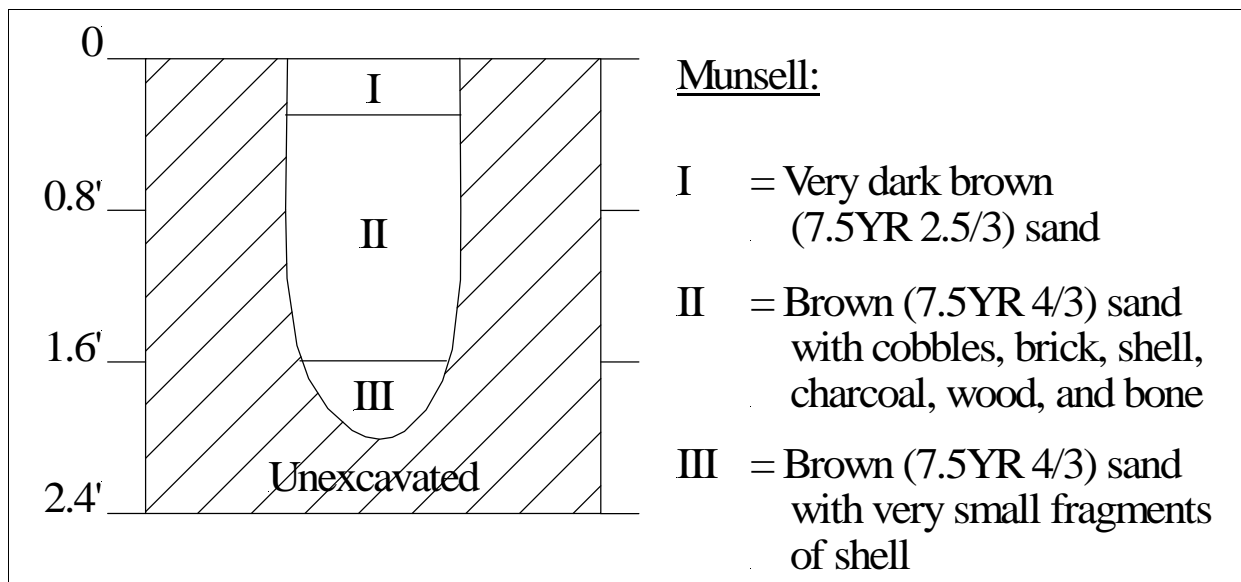 0
0.8'
1.6'
2.4'
I
II
III
Unexcavated
Munsell:
I = Very dark brown
(7.5YR 2.5/3) sand
II = Brown (7.5YR 4/3) sand
with cobbles, brick, shell,
charcoal, wood, and bone
III = Brown (7.5YR 4/3) sand
with very small fragments
of shell